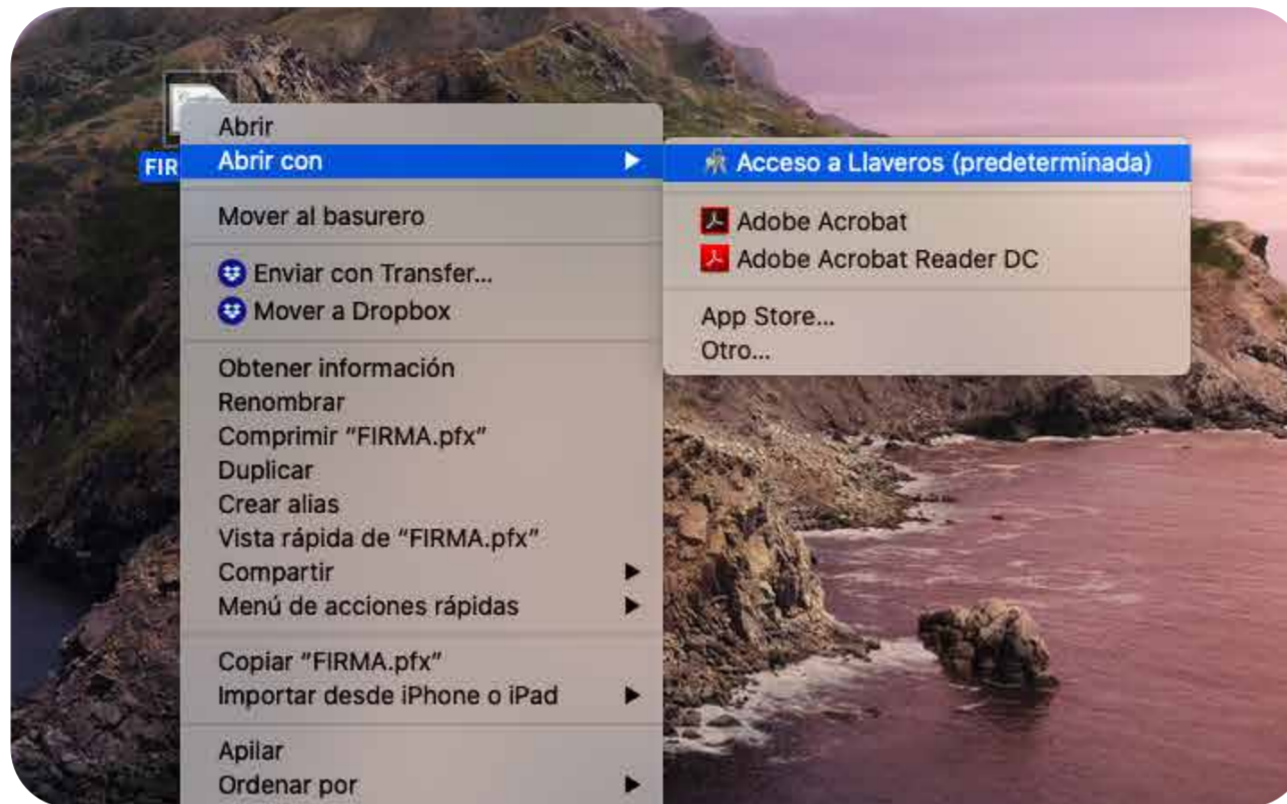 FIR
Abrir
Abrir con
Mover al basurero
Enviar con Transfer...
Mover a Dropbox
Obtener información
Renombrar
Comprimir “FIRMA.pfx”
Duplicar
Crear alias
Vista rápida de “FIRMA.pfx”
Compartir
Menú de acciones rápidas
Copiar “FIRMA.pfx”
Importar desde iPhone o iPad
Apilar
Ordenar por
Acceso a Llaveros (predeterminada)
Adobe Acrobat
Adobe Acrobat Reader DC
App Store...
Otro...